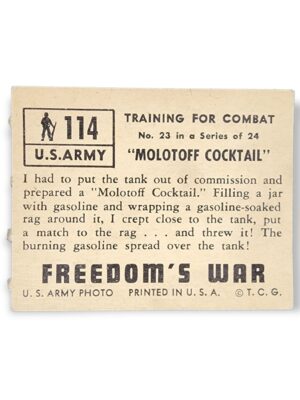 114
U.S.ARMY
TRAINING FOR COMBAT
No. 23 in a Series of 24
"MOLOTOFF COCKTAIL"
I had to put the tank out of commission and
prepared a "Molotoff Cocktail." Filling a jar
with gasoline and wrapping a gasoline-soaked
rag around it, I crept close to the tank, put
a match to the rag . . . and threw it! The
burning gasoline spread over the tank!
FREEDOM'S WAR
U. S. ARMY PHOTO PRINTED IN U. S. A. © T. C. G.